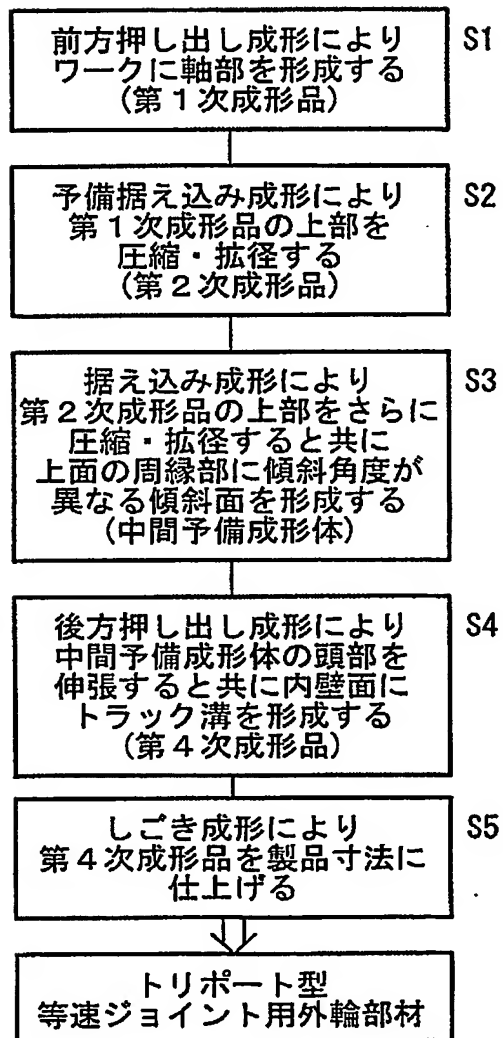 前方押し出し成形により
ワークに軸部を形成する
(第1次成形品)
S1
予備据え込み成形により
第1次成形品の上部を
圧縮・拡径する
(第2次成形品)
S2
据え込み成形により
第2次成形品の上部をさらに
圧縮・拡径すると共に
上面の周縁部に傾斜角度が
異なる傾斜面を形成する
(中間予備成形体)
S3
後方押し出し成形により
中間予備成形体の頭部を
伸張すると共に内壁面に
トラック溝を形成する
(第4次成形品)
S4
しごき成形により
第4次成形品を製品寸法に
仕上げる
S5
トリポート型
等速ジョイント用外輪部材